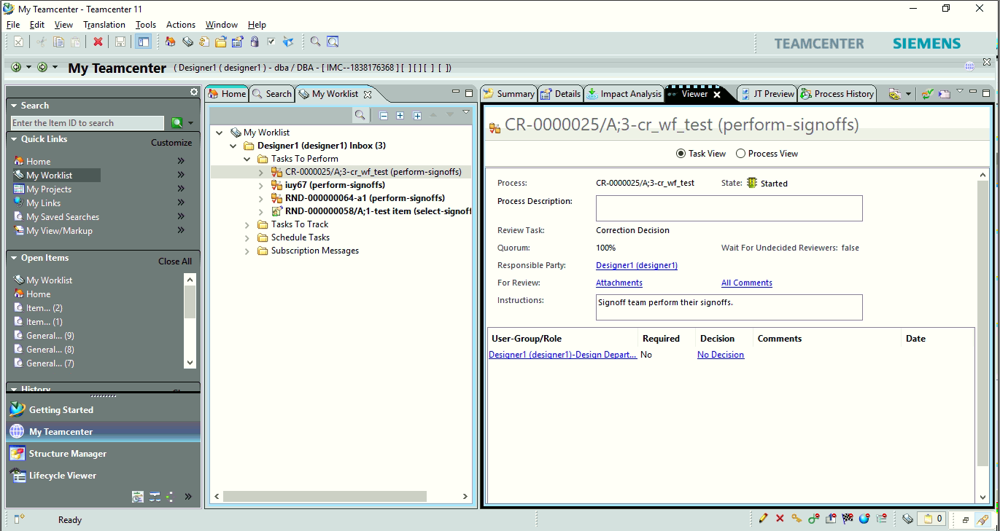 My Teamcenter - Teamcenter 11
File Edit View Translation Tools Actions Window Help
TEAMCENTER SIEMENS
My Teamcenter ( Designer1 ( designer1 ) - dba / DBA - [ IMC--1838176368 ] [ ] [ ] [ ] [ ])
Search
Enter the Item ID to search
Quick Links
Customize
Home
My Worklist
My Projects
My Links
My Saved Searches
My View/Markup
Open Items
Close All
My Worklist
Home
Item... (2)
Item... (1)
General... (9)
General... (8)
General... (7)
History
Getting Started
My Teamcenter
Structure Manager
Lifecycle Viewer
Home Search My Worklist
My Worklist
Designer1 (designer1) Inbox (3)
Tasks To Perform
CR-0000025/A;3-cr_wf_test (perform-signoffs)
iuy67 (perform-signoffs)
RND-000000064-a1 (perform-signoffs)
RND-000000058/A;1-test item (select-signoff
Tasks To Track
Schedule Tasks
Subscription Messages
Summary Details Impact Analysis Viewer JT Preview Process History
CR-0000025/A;3-cr_wf_test (perform-signoffs)
Task View Process View
Process: CR-0000025/A;3-cr_wf_test State: Started
Process Description:
Review Task: Correction Decision
Quorum: 100% Wait For Undecided Reviewers: false
Responsible Party: Designer1 (designer1)
For Review: Attachments All Comments
Instructions: Signoff team perform their signoffs.
User-Group/Role Required Decision Comments Date
Designer1 (designer1)-Design Depart... No No Decision
Ready
0